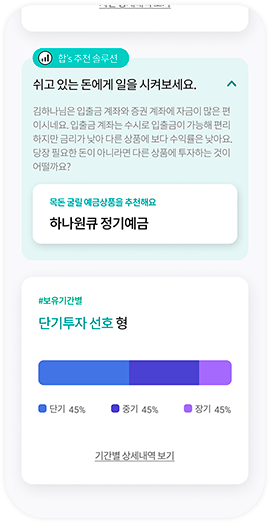 합's 추천 솔루션
쉬고 있는 돈에게 일을 시켜보세요.
김하나님은 입출금 계좌와 증권 계좌에 자금이 많은 편
이시네요. 입출금 계좌는 수시로 입출금이 가능해 편리
하지만 금리가 낮아 다른 상품에 보다 수익률은 낮아요.
당장 필요한 돈이 아니라면 다른 상품에 투자하는 것이
어떨까요?
목돈 굴릴 예금상품을 추천해요
하나원큐 정기예금
#보유기간별
단기투자 선호 형
단기 45% 중기 45% 장기 45%
기간별 상세내역 보기